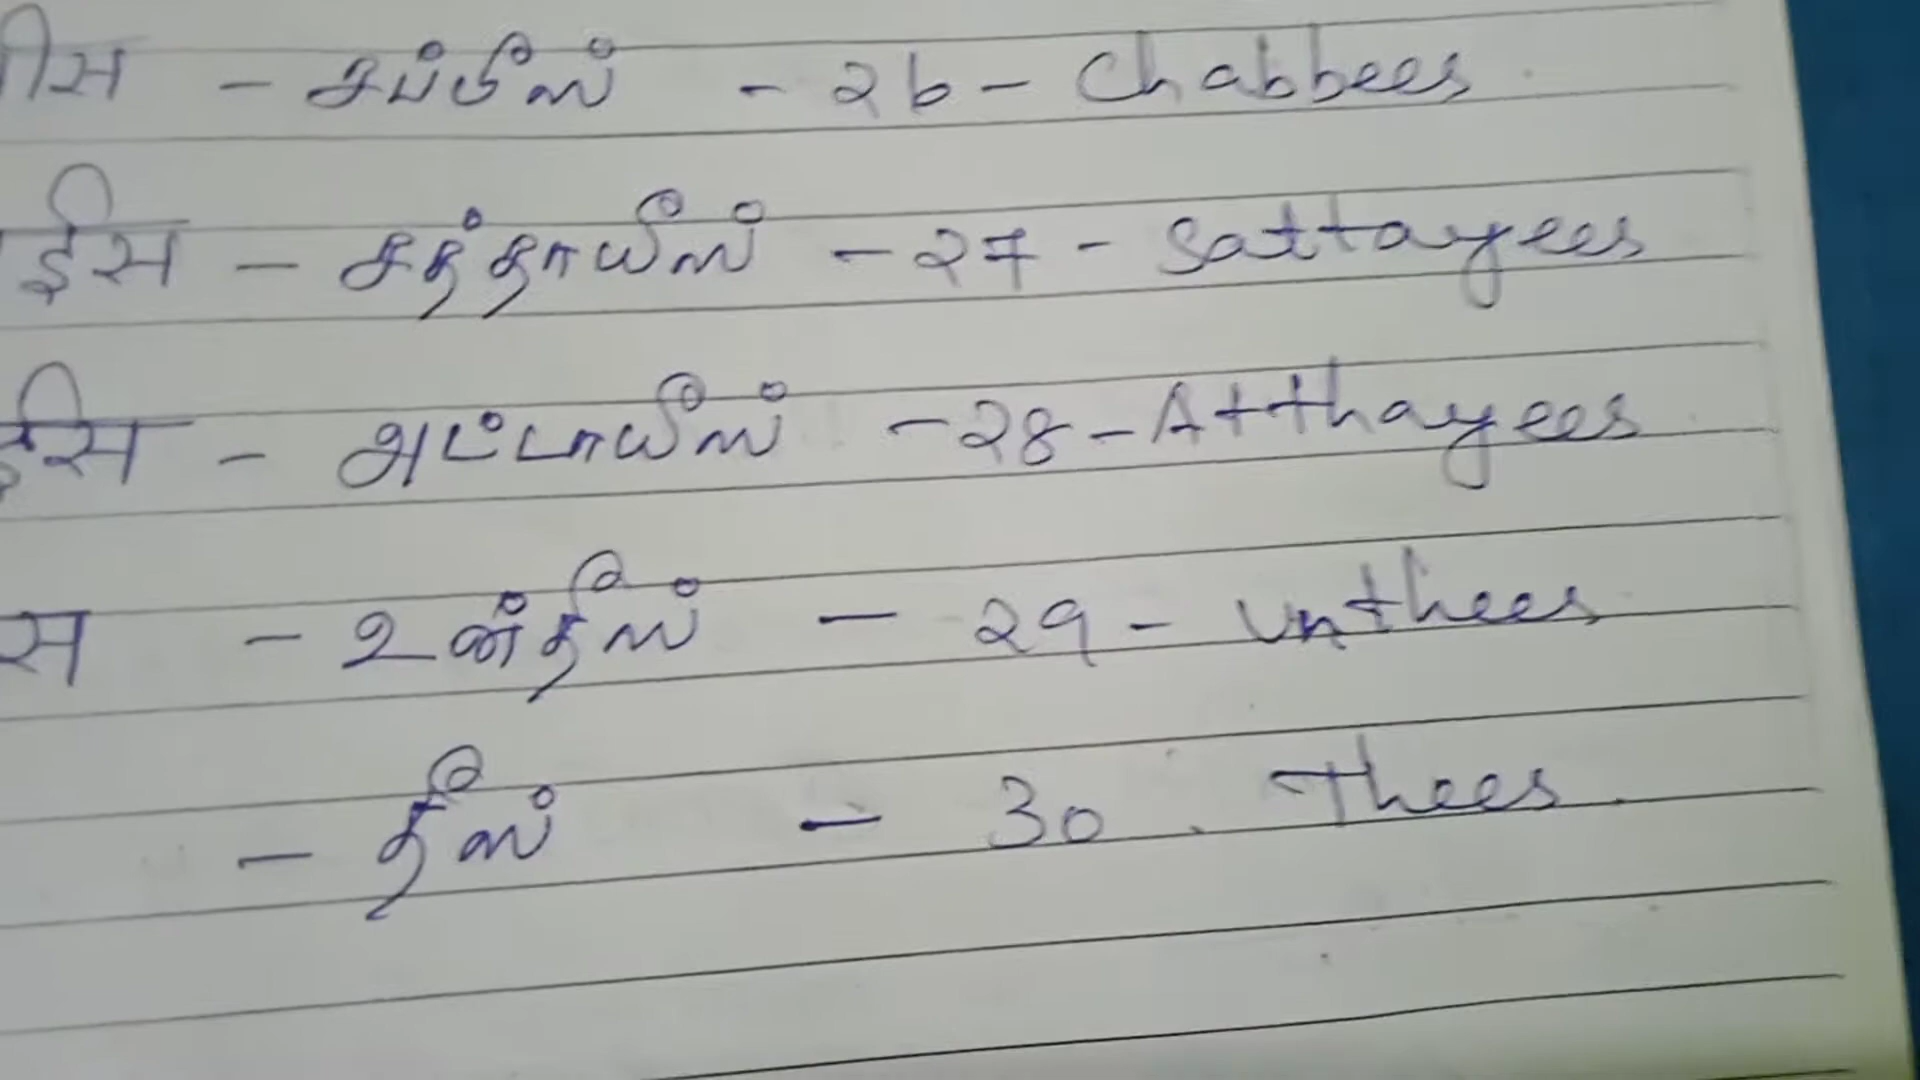 ीस - சப்பீஸ் - 26 - Chabbees
ाईस - சத்தாயீஸ் - 27 - Sattayees
ईस - அட்டாயீஸ் - 28 - Atthayees
स - உன்தீஸ் - 29 - Unthees
- தீஸ் - 30 . Thees